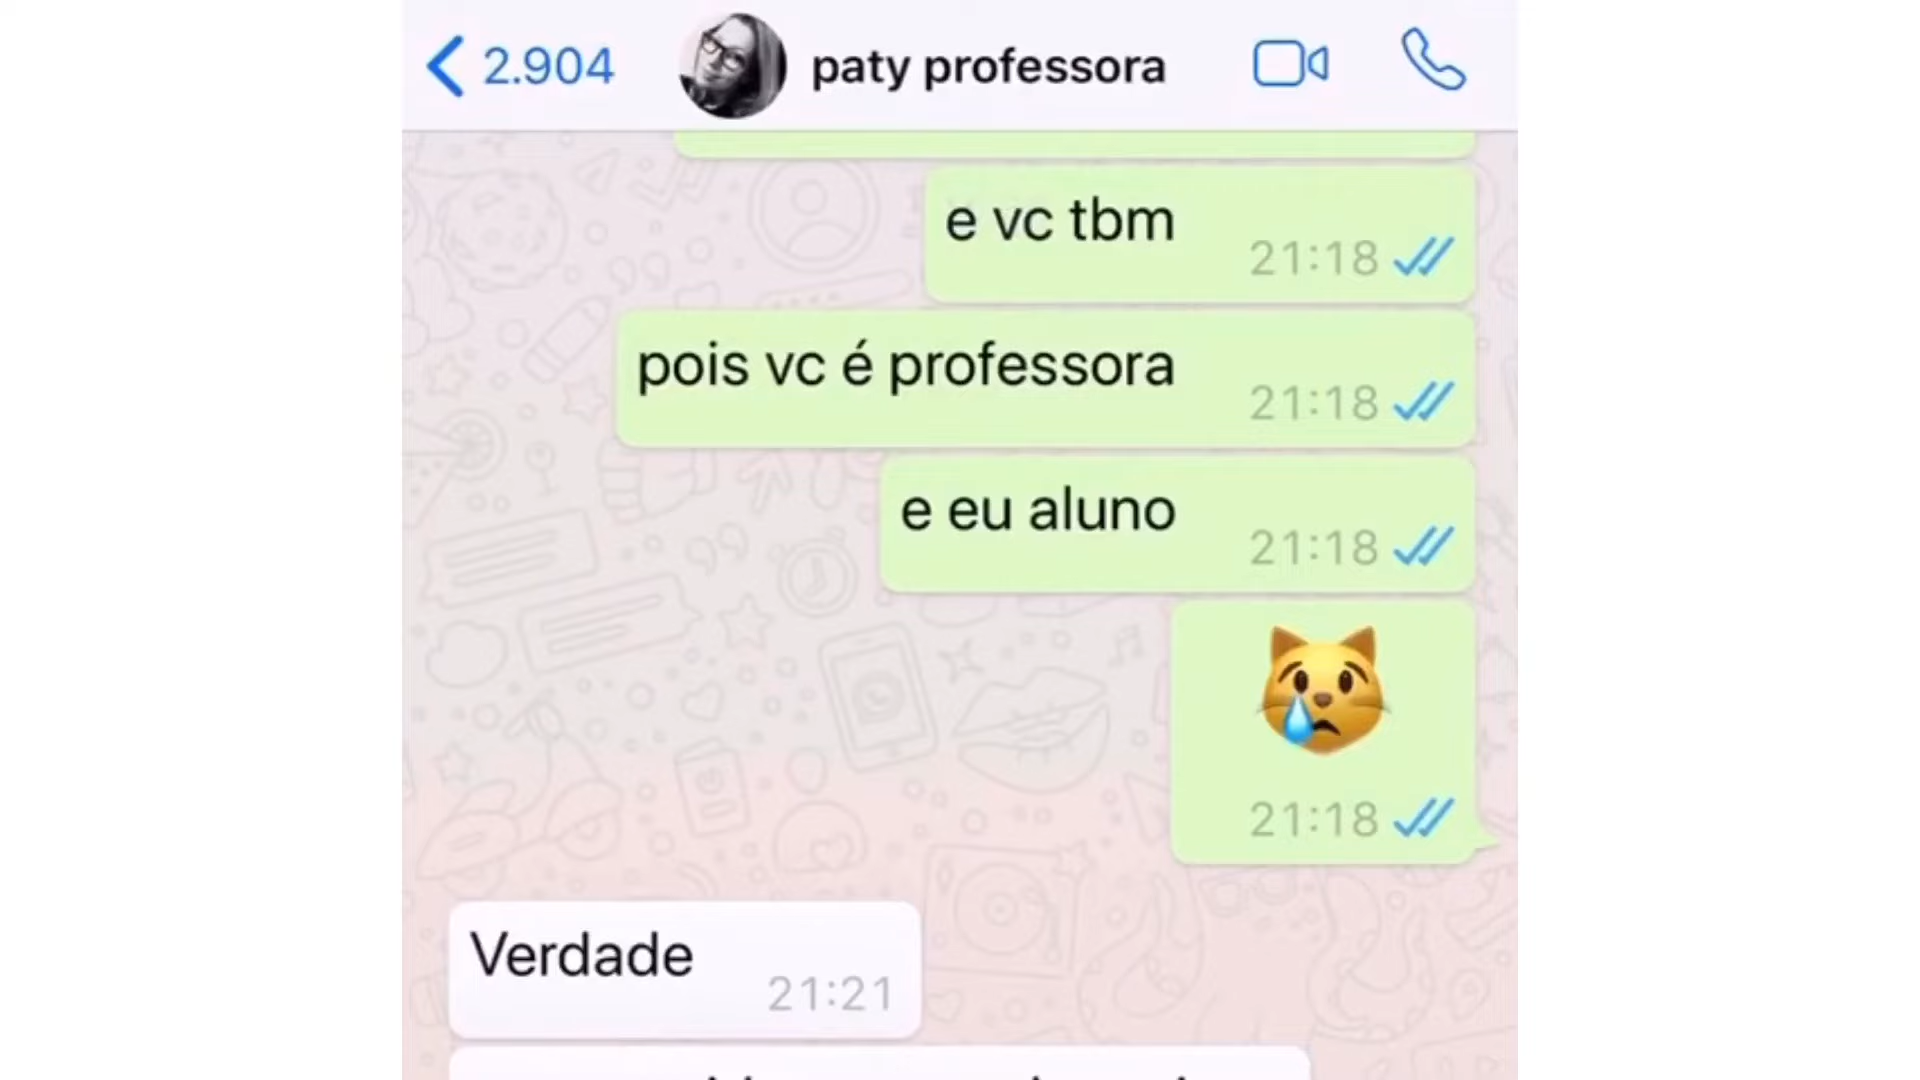 2.904
paty professora
e vc tbm
21:18
pois vc é professora
21:18
e eu aluno
21:18
21:18
Verdade
21:21